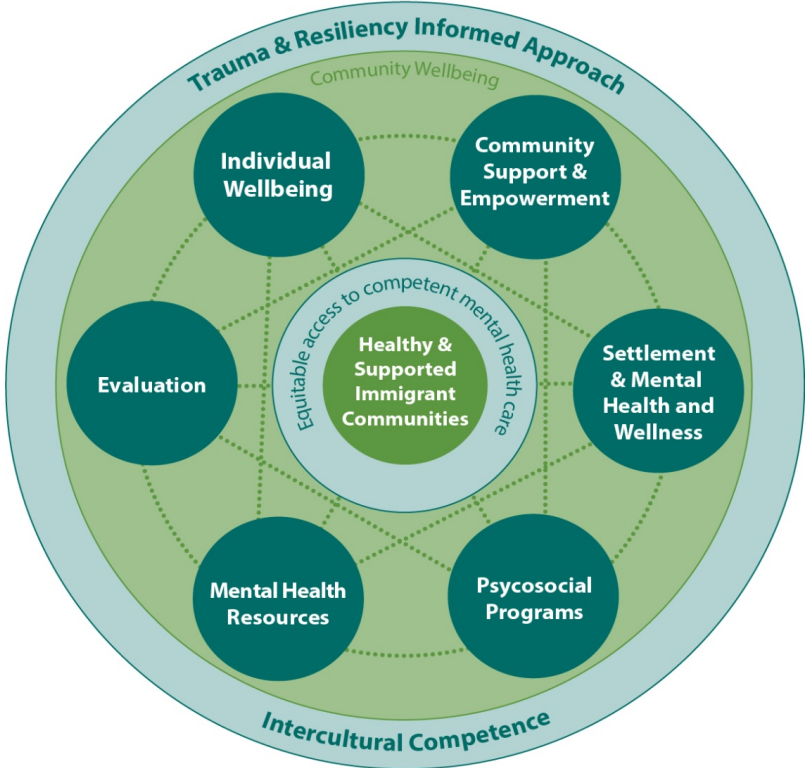 Trauma & Resiliency Informed Approach
Community Wellbeing
Individual
Wellbeing
Community
Support &
Empowerment
Equitable access to competent mental health care
Healthy &
Supported
Immigrant
Communities
Evaluation
Settlement
& Mental
Health and
Wellness
Mental Health
Resources
Psycosocial
Programs
Intercultural Competence